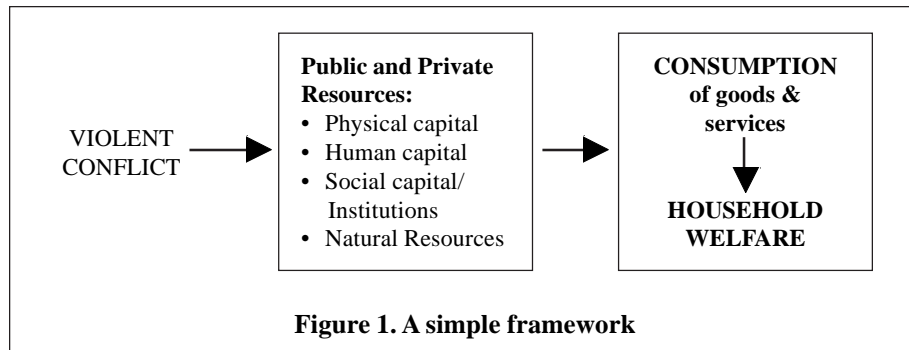 VIOLENT
CONFLICT
Public and Private
Resources:
• Physical capital
• Human capital
• Social capital/
Institutions
• Natural Resources
CONSUMPTION
of goods &
services
HOUSEHOLD
WELFARE
Figure 1. A simple framework